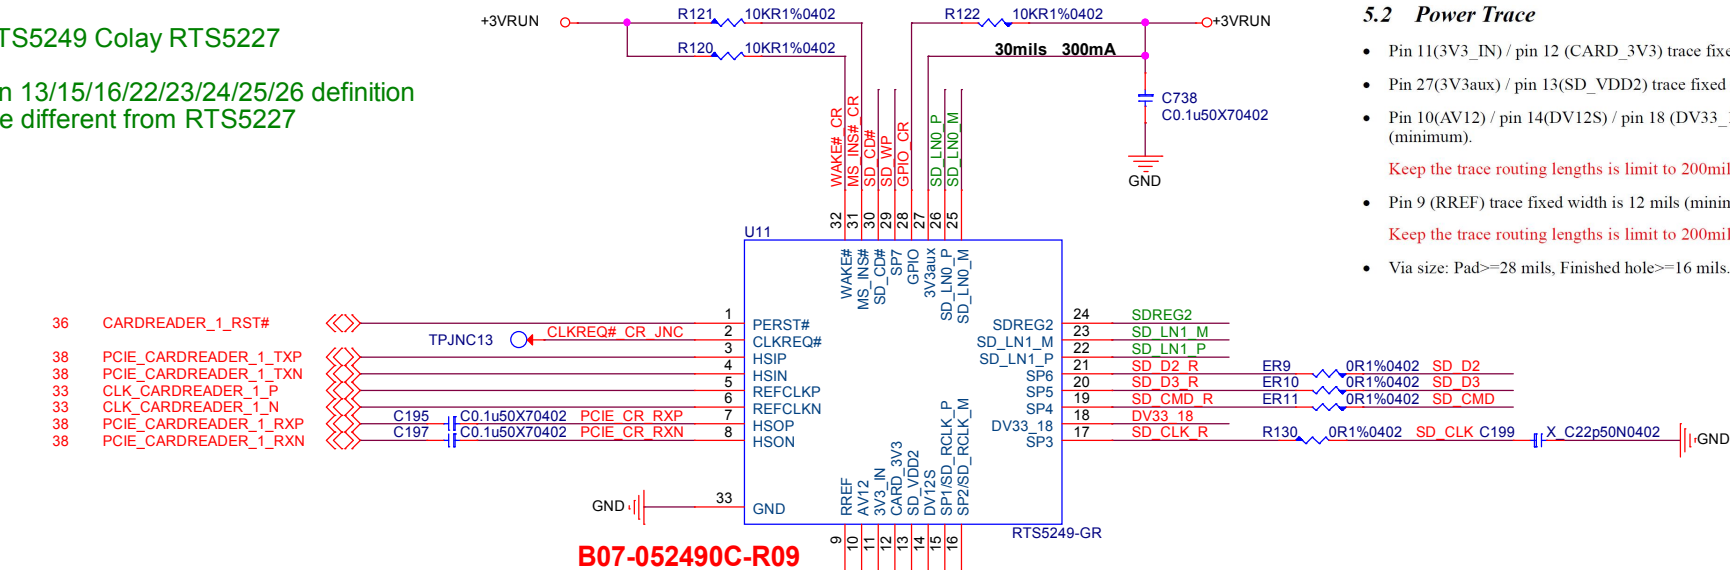 TS5249 Colay RTS5227
n 13/15/16/22/23/24/25/26 definition
e different from RTS5227
+3VRUN
R121 10KR1%0402
R120 10KR1%0402
R122 10KR1%0402
+3VRUN
30mils 300mA
C738
C0.1u50X70402
GND
5.2 Power Trace
• Pin 11(3V3_IN) / pin 12 (CARD_3V3) trace fixe
• Pin 27(3V3aux) / pin 13(SD_VDD2) trace fixed
• Pin 10(AV12) / pin 14(DV12S) / pin 18 (DV33_1
(minimum).
Keep the trace routing lengths is limit to 200mil
• Pin 9 (RREF) trace fixed width is 12 mils (minim
Keep the trace routing lengths is limit to 200mil
• Via size: Pad>=28 mils, Finished hole>=16 mils.
WAKE#_CR
MS_INS#_CR
SD_CD#
SD_WP
GPIO_CR
SD_LN0_P
SD_LN0_M
32
31
30
29
28
27
26
25
U11
WAKE#
MS_INS#
SD_CD#
SP7
GPIO
3V3aux
SD_LN0_P
SD_LN0_M
36 CARDREADER_1_RST# 1 PERST#
TPJNC13 CLKREQ#_CR_JNC 2 CLKREQ#
38 PCIE_CARDREADER_1_TXP 3 HSIP
38 PCIE_CARDREADER_1_TXN 4 HSIN
33 CLK_CARDREADER_1_P 5 REFCLKP
33 CLK_CARDREADER_1_N 6 REFCLKN
38 PCIE_CARDREADER_1_RXP C195 C0.1u50X70402 PCIE_CR_RXP 7 HSOP
38 PCIE_CARDREADER_1_RXN C197 C0.1u50X70402 PCIE_CR_RXN 8 HSON
GND 33 GND
SDREG2 24 SDREG2
SD_LN1_M 23 SD_LN1_M
SD_LN1_P 22 SD_LN1_P
SP6 21 SD_D2_R ER9 0R1%0402 SD_D2
SP5 20 SD_D3_R ER10 0R1%0402 SD_D3
SP4 19 SD_CMD_R ER11 0R1%0402 SD_CMD
DV33_18 18 DV33_18
SP3 17 SD_CLK_R R130 0R1%0402 SD_CLK C199 X_C22p50N0402 GND
RREF
AV12
3V3_IN
CARD_3V3
SD_VDD2
DV12S
SP1/SD_RCLK_P
SP2/SD_RCLK_M
9
10
11
12
13
14
15
16
RTS5249-GR
B07-052490C-R09